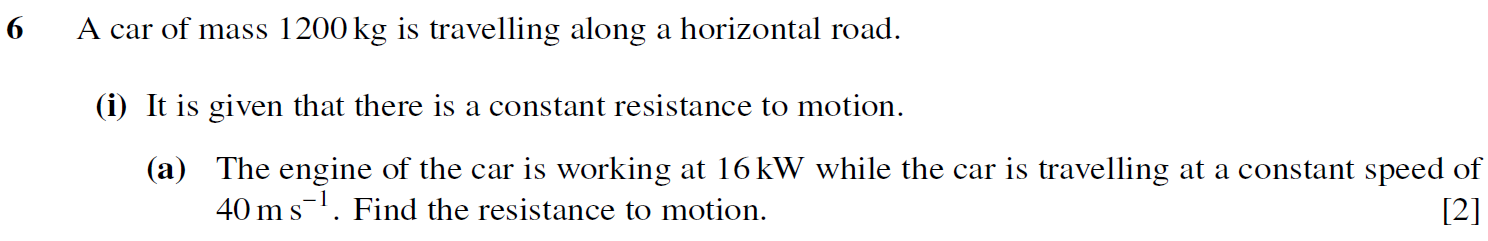 6 A car of mass 1200 kg is travelling along a horizontal road.
(i) It is given that there is a constant resistance to motion.
(a) The engine of the car is working at 16 kW while the car is travelling at a constant speed of
40 m s⁻¹. Find the resistance to motion. [2]